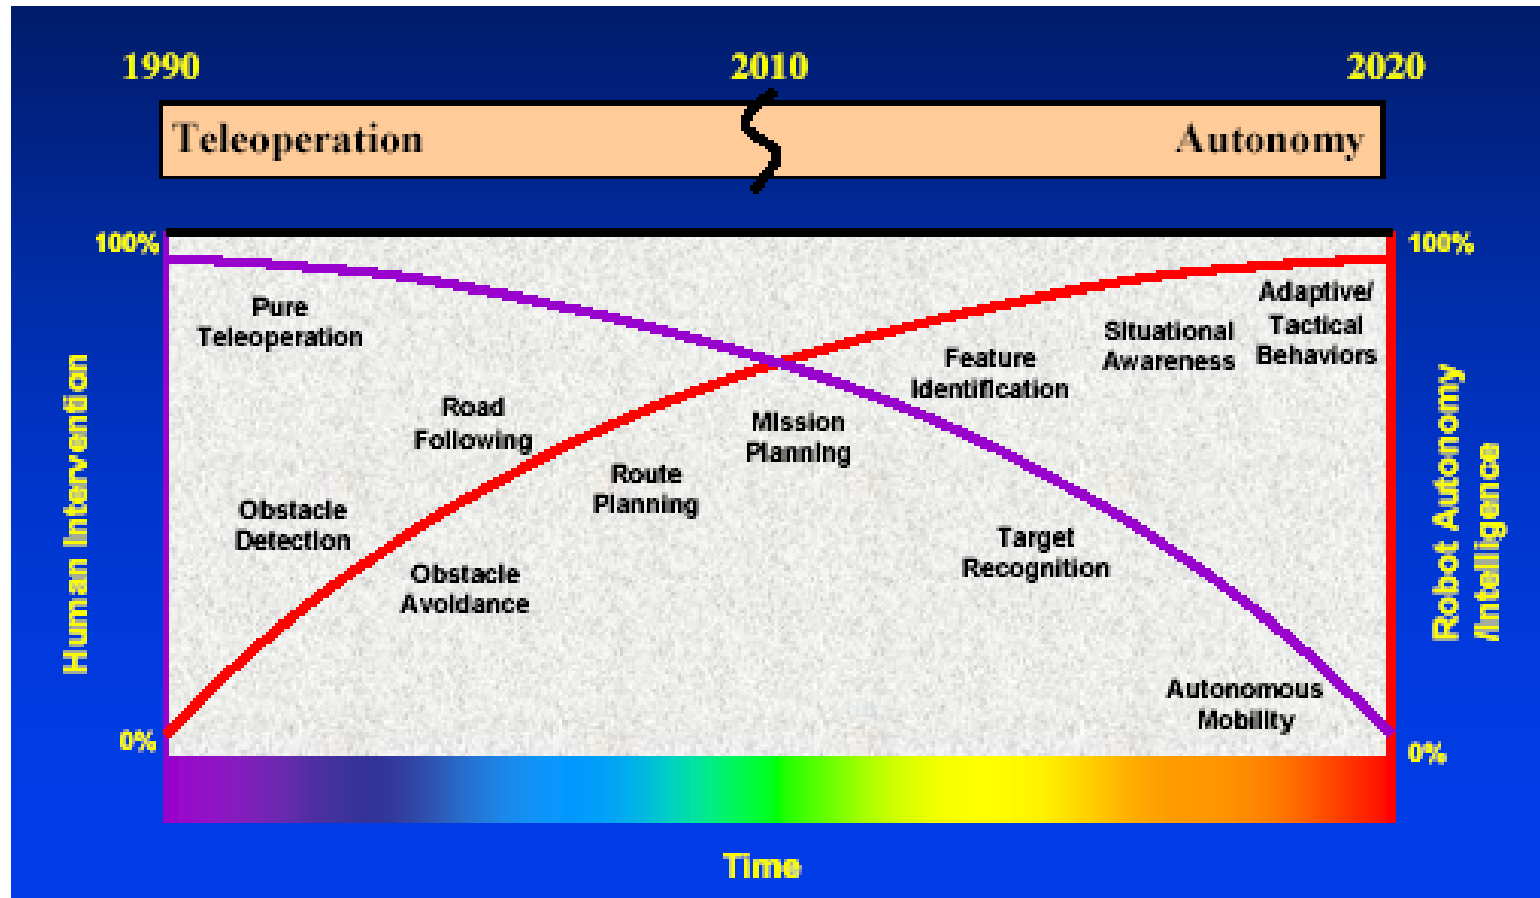 1990 2010 2020
Teleoperation Autonomy
100% 100%
Pure
Teleoperation
Adaptive/
Tactical
Behaviors
Situational
Awareness
Feature
Identification
Road
Following
Mission
Planning
Route
Planning
Obstacle
Detection
Target
Recognition
Obstacle
Avoidance
Autonomous
Mobility
Human Intervention
Robot Autonomy
/Intelligence
0% 0%
Time